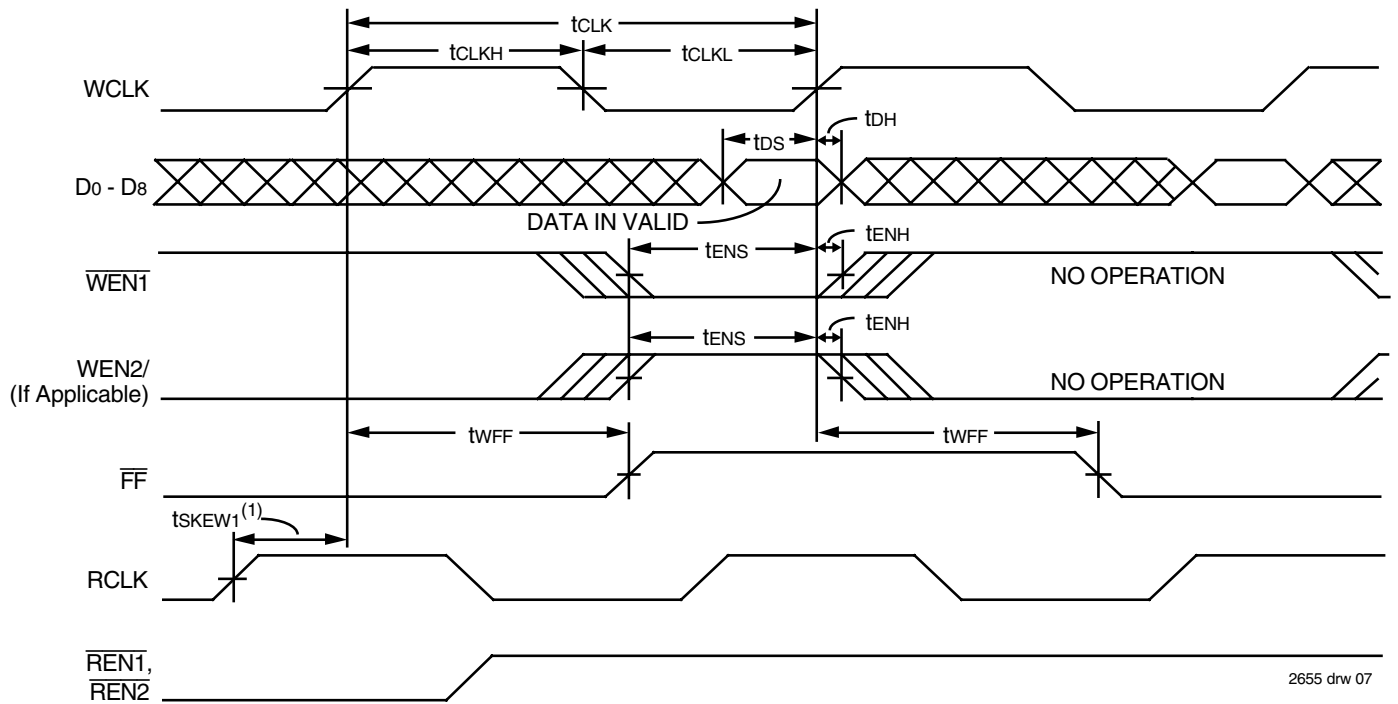 tCLK
tCLKH
tCLKL
WCLK
tDH
tDS
D0 - D8
DATA IN VALID
tENS
tENH
WEN1
NO OPERATION
tENS
tENH
WEN2/
(If Applicable)
NO OPERATION
tWFF
tWFF
FF
tSKEW1(1)
RCLK
REN1,
REN2
2655 drw 07